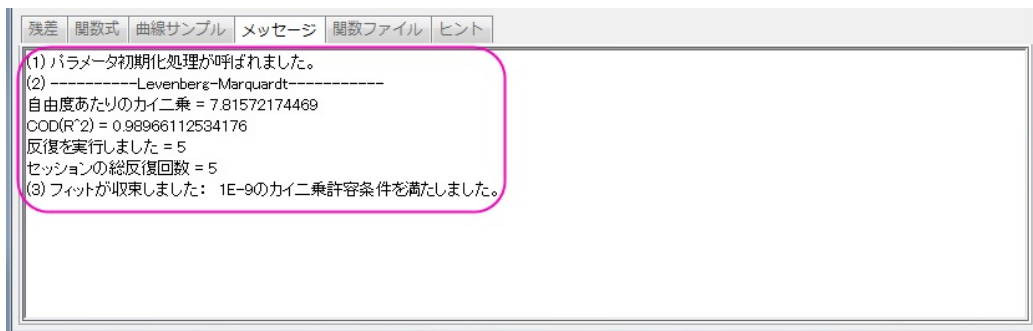 残差 関数式 曲線サンプル メッセージ 関数ファイル ヒント
(1) パラメータ初期化処理が呼ばれました。
(2) ----------Levenberg-Marquardt-----------
自由度あたりのカイ二乗 = 7.81572174469
COD(R^2) = 0.98966112534176
反復を実行しました = 5
セッションの総反復回数 = 5
(3) フィットが収束しました: 1E-9のカイ二乗許容条件を満たしました。